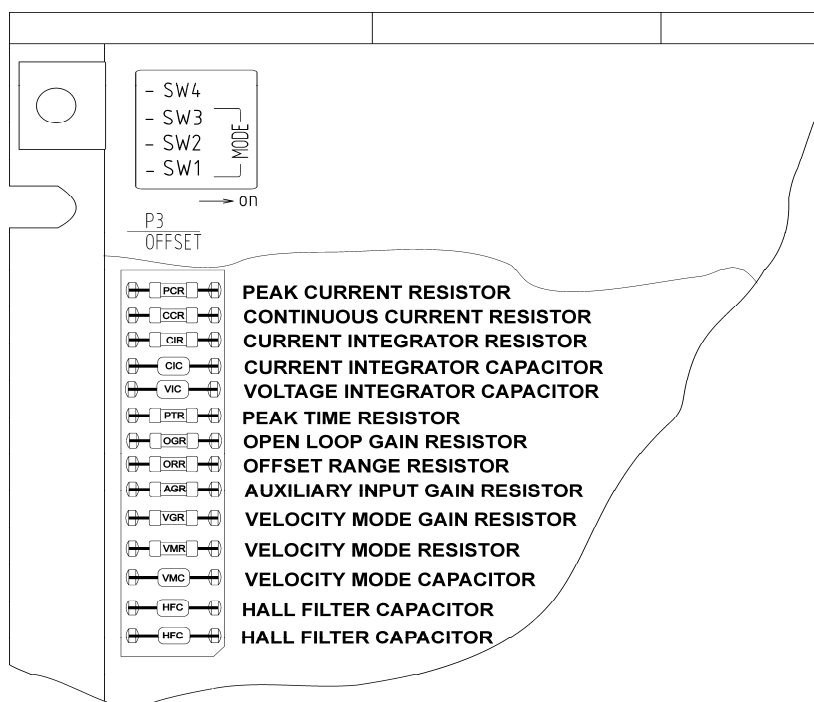 - SW4
- SW3
- SW2
- SW1
MODE
on
P3
OFFSET
PCR PEAK CURRENT RESISTOR
CCR CONTINUOUS CURRENT RESISTOR
CIR CURRENT INTEGRATOR RESISTOR
CIC CURRENT INTEGRATOR CAPACITOR
VIC VOLTAGE INTEGRATOR CAPACITOR
PTR PEAK TIME RESISTOR
OGR OPEN LOOP GAIN RESISTOR
ORR OFFSET RANGE RESISTOR
AGR AUXILIARY INPUT GAIN RESISTOR
VGR VELOCITY MODE GAIN RESISTOR
VMR VELOCITY MODE RESISTOR
VMC VELOCITY MODE CAPACITOR
HFC HALL FILTER CAPACITOR
HFC HALL FILTER CAPACITOR